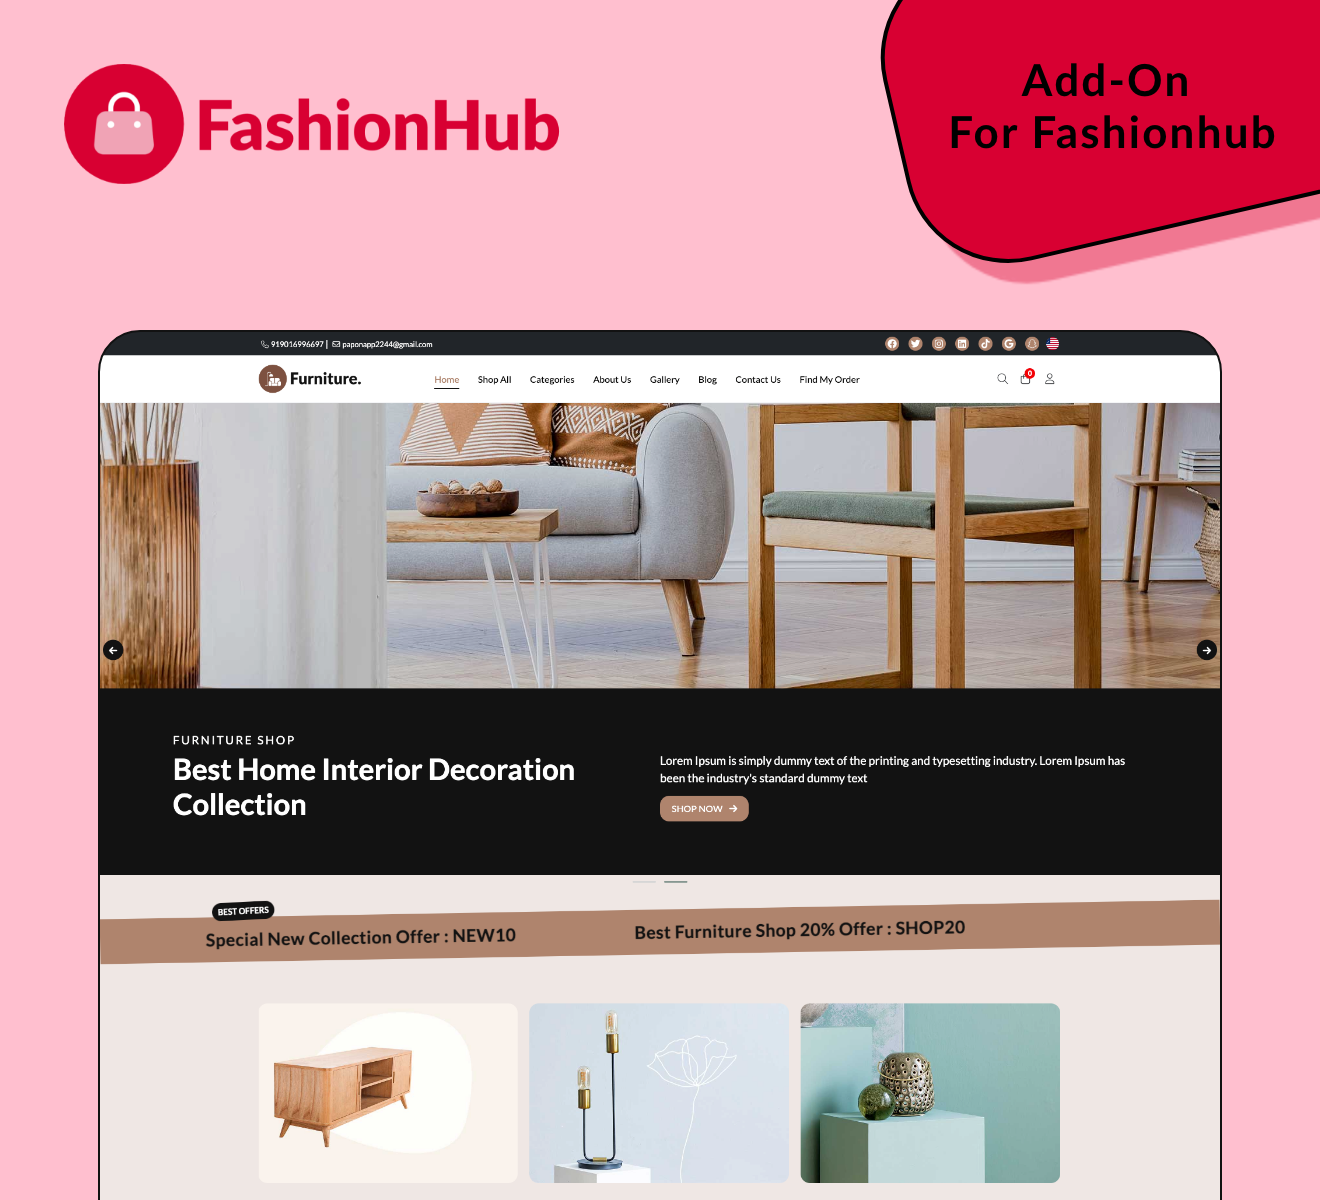 FashionHub
Add-On
For Fashionhub
919016996697 | paponapp2244@gmail.com
Furniture.
Home Shop All Categories About Us Gallery Blog Contact Us Find My Order
0
FURNITURE SHOP
Best Home Interior Decoration
Collection
Lorem Ipsum is simply dummy text of the printing and typesetting industry. Lorem Ipsum has
been the industry's standard dummy text
SHOP NOW
BEST OFFERS
Special New Collection Offer : NEW10
Best Furniture Shop 20% Offer : SHOP20